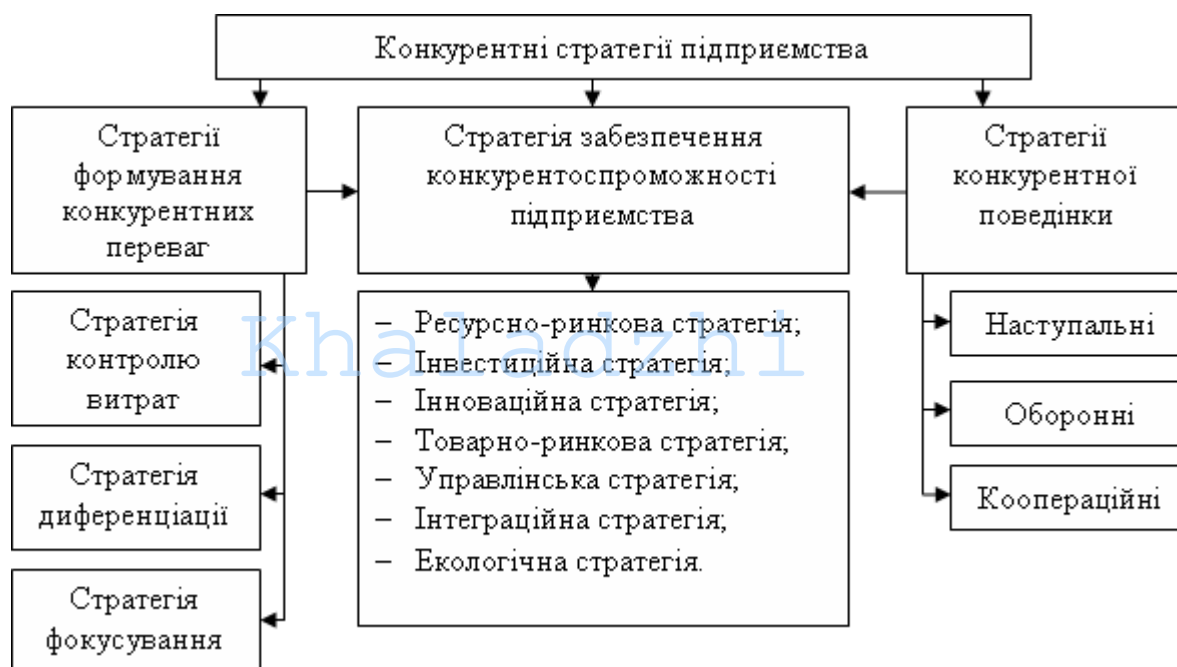 Конкурентні стратегії підприємства
Стратегії
формування
конкурентних
переваг
Стратегія забезпечення
конкурентоспроможності
підприємства
Стратегії
конкурентної
поведінки
Стратегія
контролю
витрат
Стратегія
диференціації
Стратегія
фокусування
– Ресурсно-ринкова стратегія;
– Інвестиційна стратегія;
– Інноваційна стратегія;
– Товарно-ринкова стратегія;
– Управлінська стратегія;
– Інтеграційна стратегія;
– Екологічна стратегія.
Наступальні
Оборонні
Коопераційні
Khaladzhi